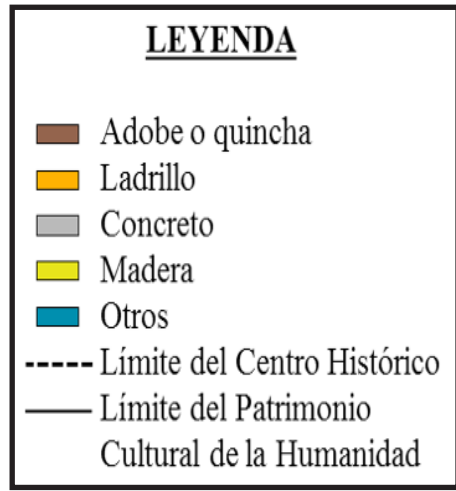 LEYENDA
Adobe o quincha
Ladrillo
Concreto
Madera
Otros
Límite del Centro Histórico
Límite del Patrimonio
Cultural de la Humanidad